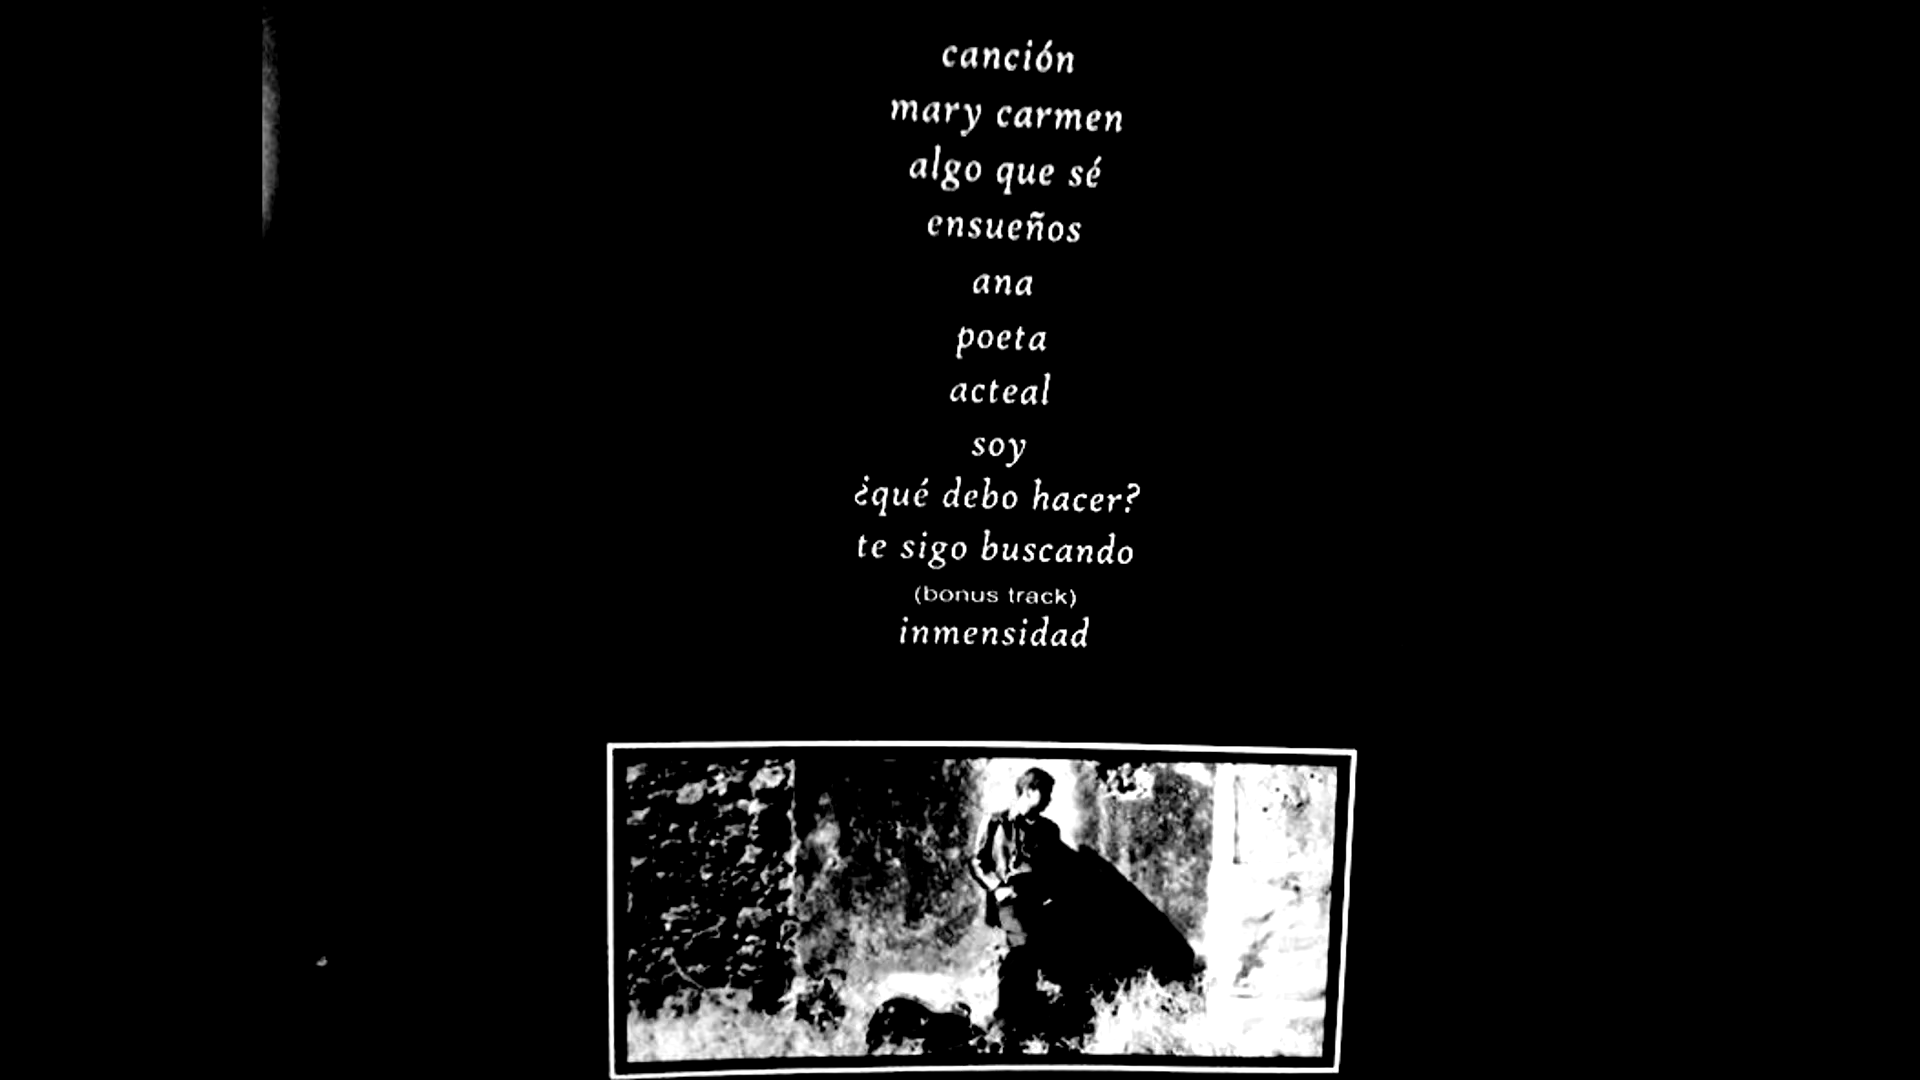 canción
mary carmen
algo que sé
ensueños
ana
poeta
acteal
soy
¿qué debo hacer?
te sigo buscando
(bonus track)
inmensidad